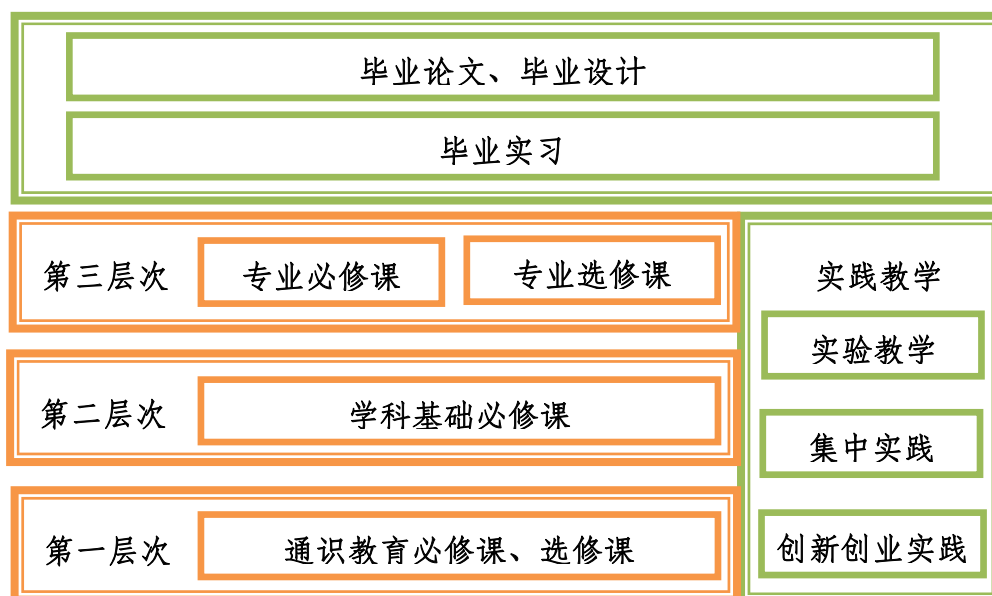 毕业论文、毕业设计
毕业实习
第三层次
专业必修课
专业选修课
第二层次
学科基础必修课
第一层次
通识教育必修课、选修课
实践教学
实验教学
集中实践
创新创业实践